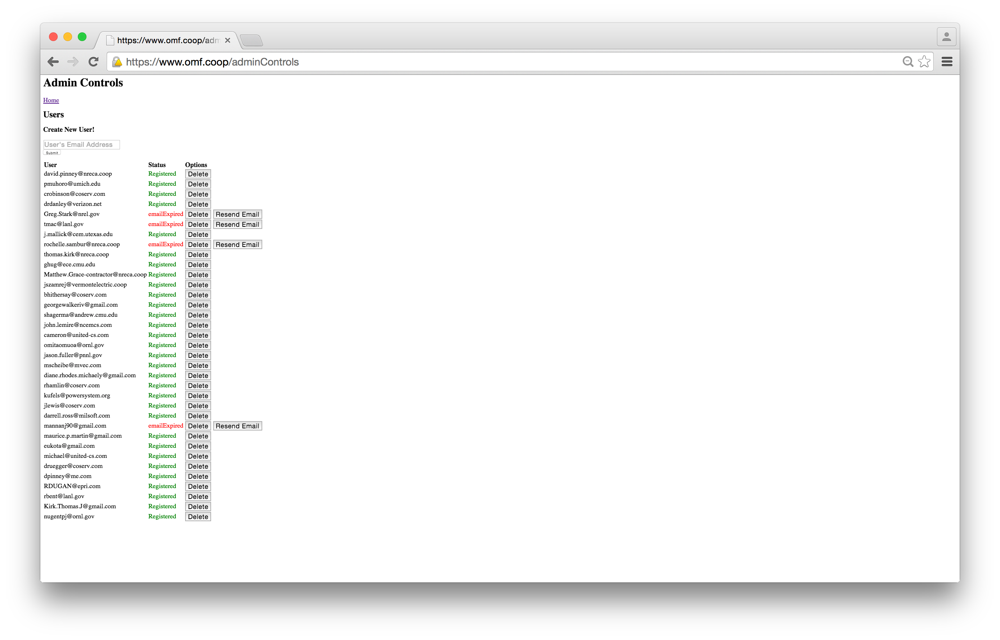 https://www.omf.coop/adm
https://www.omf.coop/adminControls
Admin Controls
Home
Users
Create New User!
User's Email Address
Submit
User Status Options
david.pinney@nreca.coop Registered Delete
pmuhoro@umich.edu Registered Delete
crobinson@coserv.com Registered Delete
drdanley@verizon.net Registered Delete
Greg.Stark@nrel.gov emailExpired Delete Resend Email
tmac@lanl.gov emailExpired Delete Resend Email
j.mallick@cem.utexas.edu Registered Delete
rochelle.sambur@nreca.coop emailExpired Delete Resend Email
thomas.kirk@nreca.coop Registered Delete
ghug@ece.cmu.edu Registered Delete
Matthew.Grace-contractor@nreca.coop Registered Delete
jszamrej@vermontelectric.coop Registered Delete
bhithersay@coserv.com Registered Delete
georgewalkeriv@gmail.com Registered Delete
shagerma@andrew.cmu.edu Registered Delete
john.lemire@ncemcs.com Registered Delete
cameron@united-cs.com Registered Delete
omitaomuoa@ornl.gov Registered Delete
jason.fuller@pnnl.gov Registered Delete
mscheibe@mvec.com Registered Delete
diane.rhodes.michaely@gmail.com Registered Delete
rhamlin@coserv.com Registered Delete
kufels@powersystem.org Registered Delete
jlewis@coserv.com Registered Delete
darrell.ross@milsoft.com Registered Delete
mannanj90@gmail.com emailExpired Delete Resend Email
maurice.p.martin@gmail.com Registered Delete
eukota@gmail.com Registered Delete
michael@united-cs.com Registered Delete
druegger@coserv.com Registered Delete
dpinney@me.com Registered Delete
RDUGAN@epri.com Registered Delete
rbent@lanl.gov Registered Delete
Kirk.Thomas.J@gmail.com Registered Delete
nugentpj@ornl.gov Registered Delete